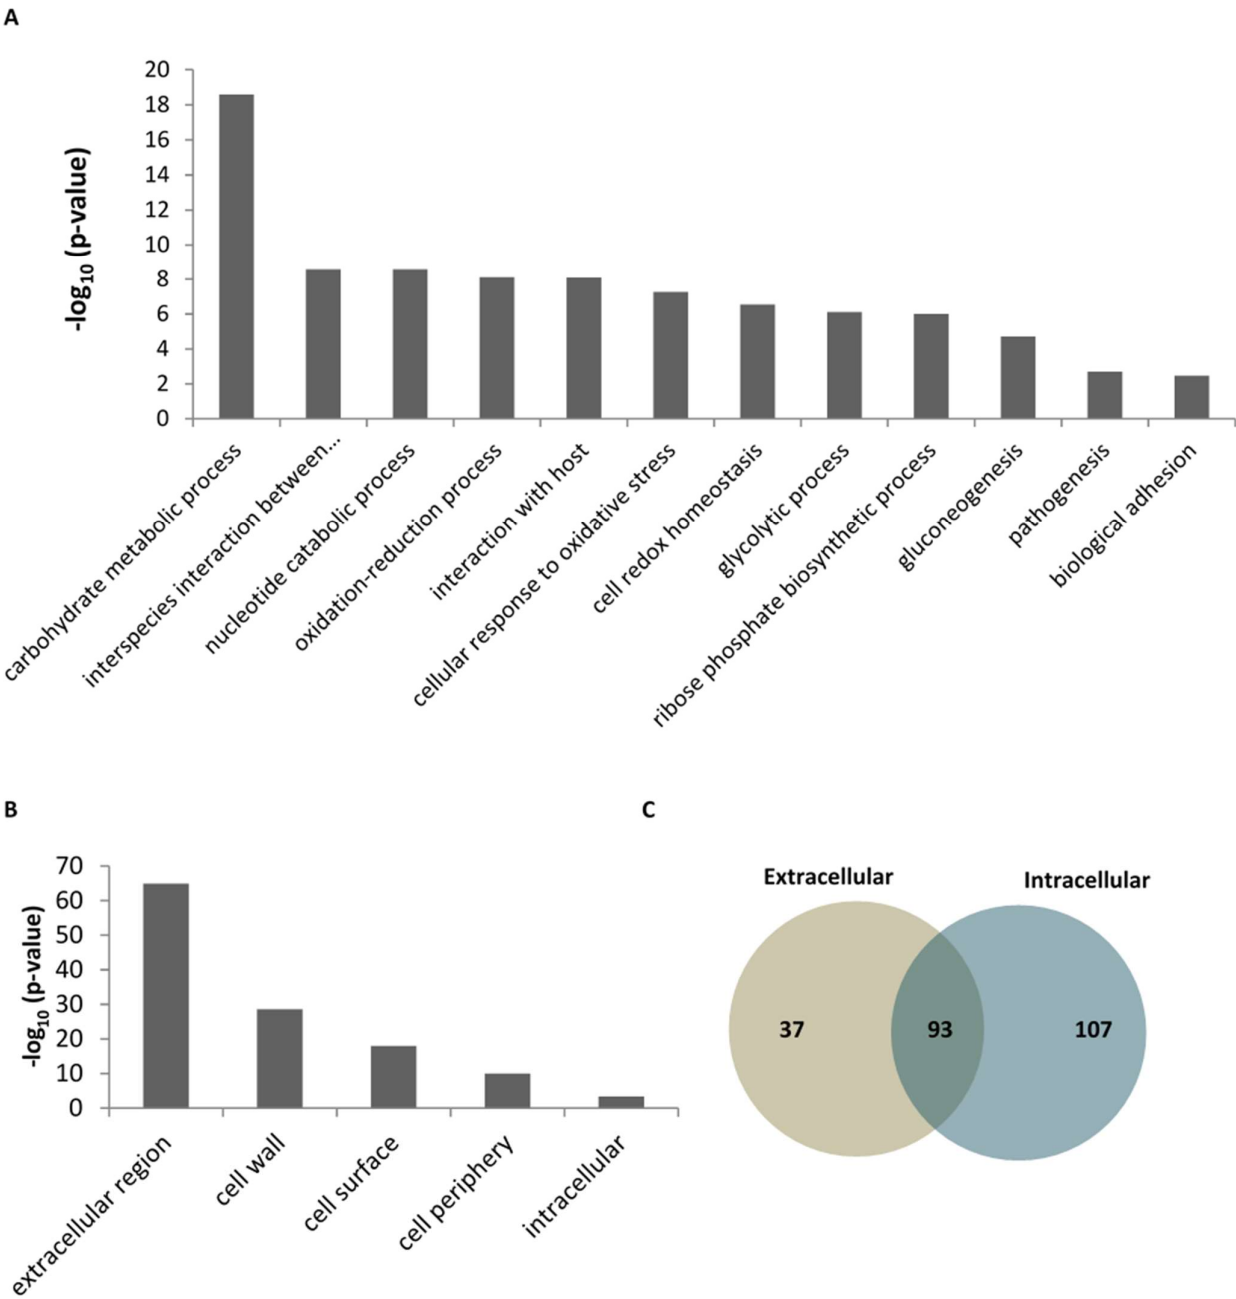 A
-log10 (p-value)
20
18
16
14
12
10
8
6
4
2
0
carbohydrate metabolic process
interspecies interaction between...
nucleotide catabolic process
oxidation-reduction process
interaction with host
cellular response to oxidative stress
cell redox homeostasis
glycolytic process
ribose phosphate biosynthetic process
gluconeogenesis
pathogenesis
biological adhesion
B
-log10 (p-value)
70
60
50
40
30
20
10
0
extracellular region
cell wall
cell surface
cell periphery
intracellular
C
Extracellular
Intracellular
37
93
107